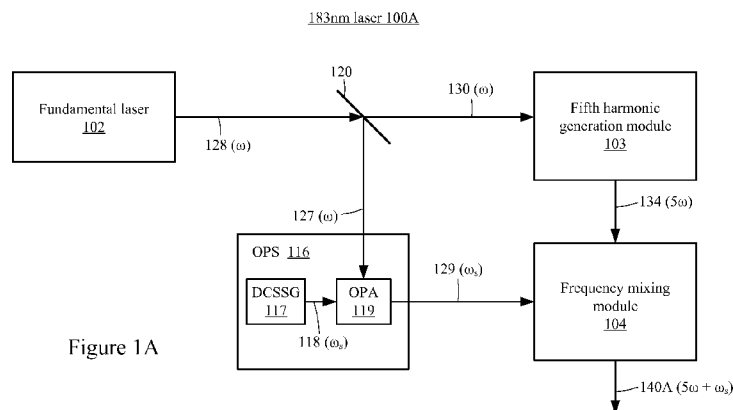 183nm laser 100A
120
Fundamental laser
102
128 (ω)
130 (ω)
Fifth harmonic
generation module
103
127 (ω)
134 (5ω)
OPS 116
DCSSG
117
118 (ωs)
OPA
119
129 (ωs)
Frequency mixing
module
104
Figure 1A
140A (5ω + ωs)